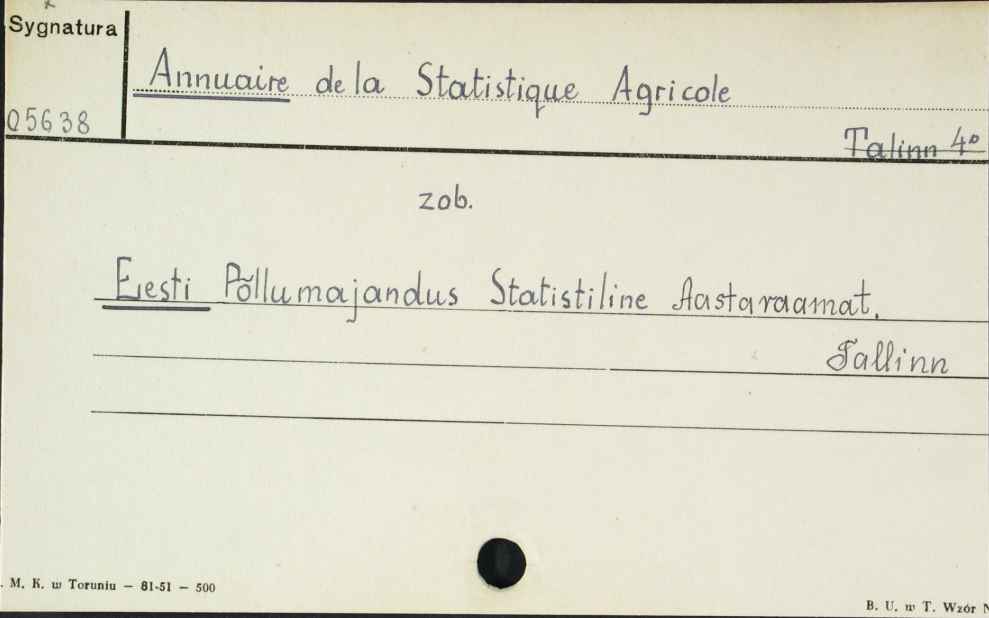 Sygnatura
Annuaire de la Statistique Agricole
05638
Talinn 4°
zob.
Eesti Põllumajandus Statistiline Aastaraamat.
Tallinn
. M. K. w Toruniu — 81-51 — 500
B. U. w T. Wzór N